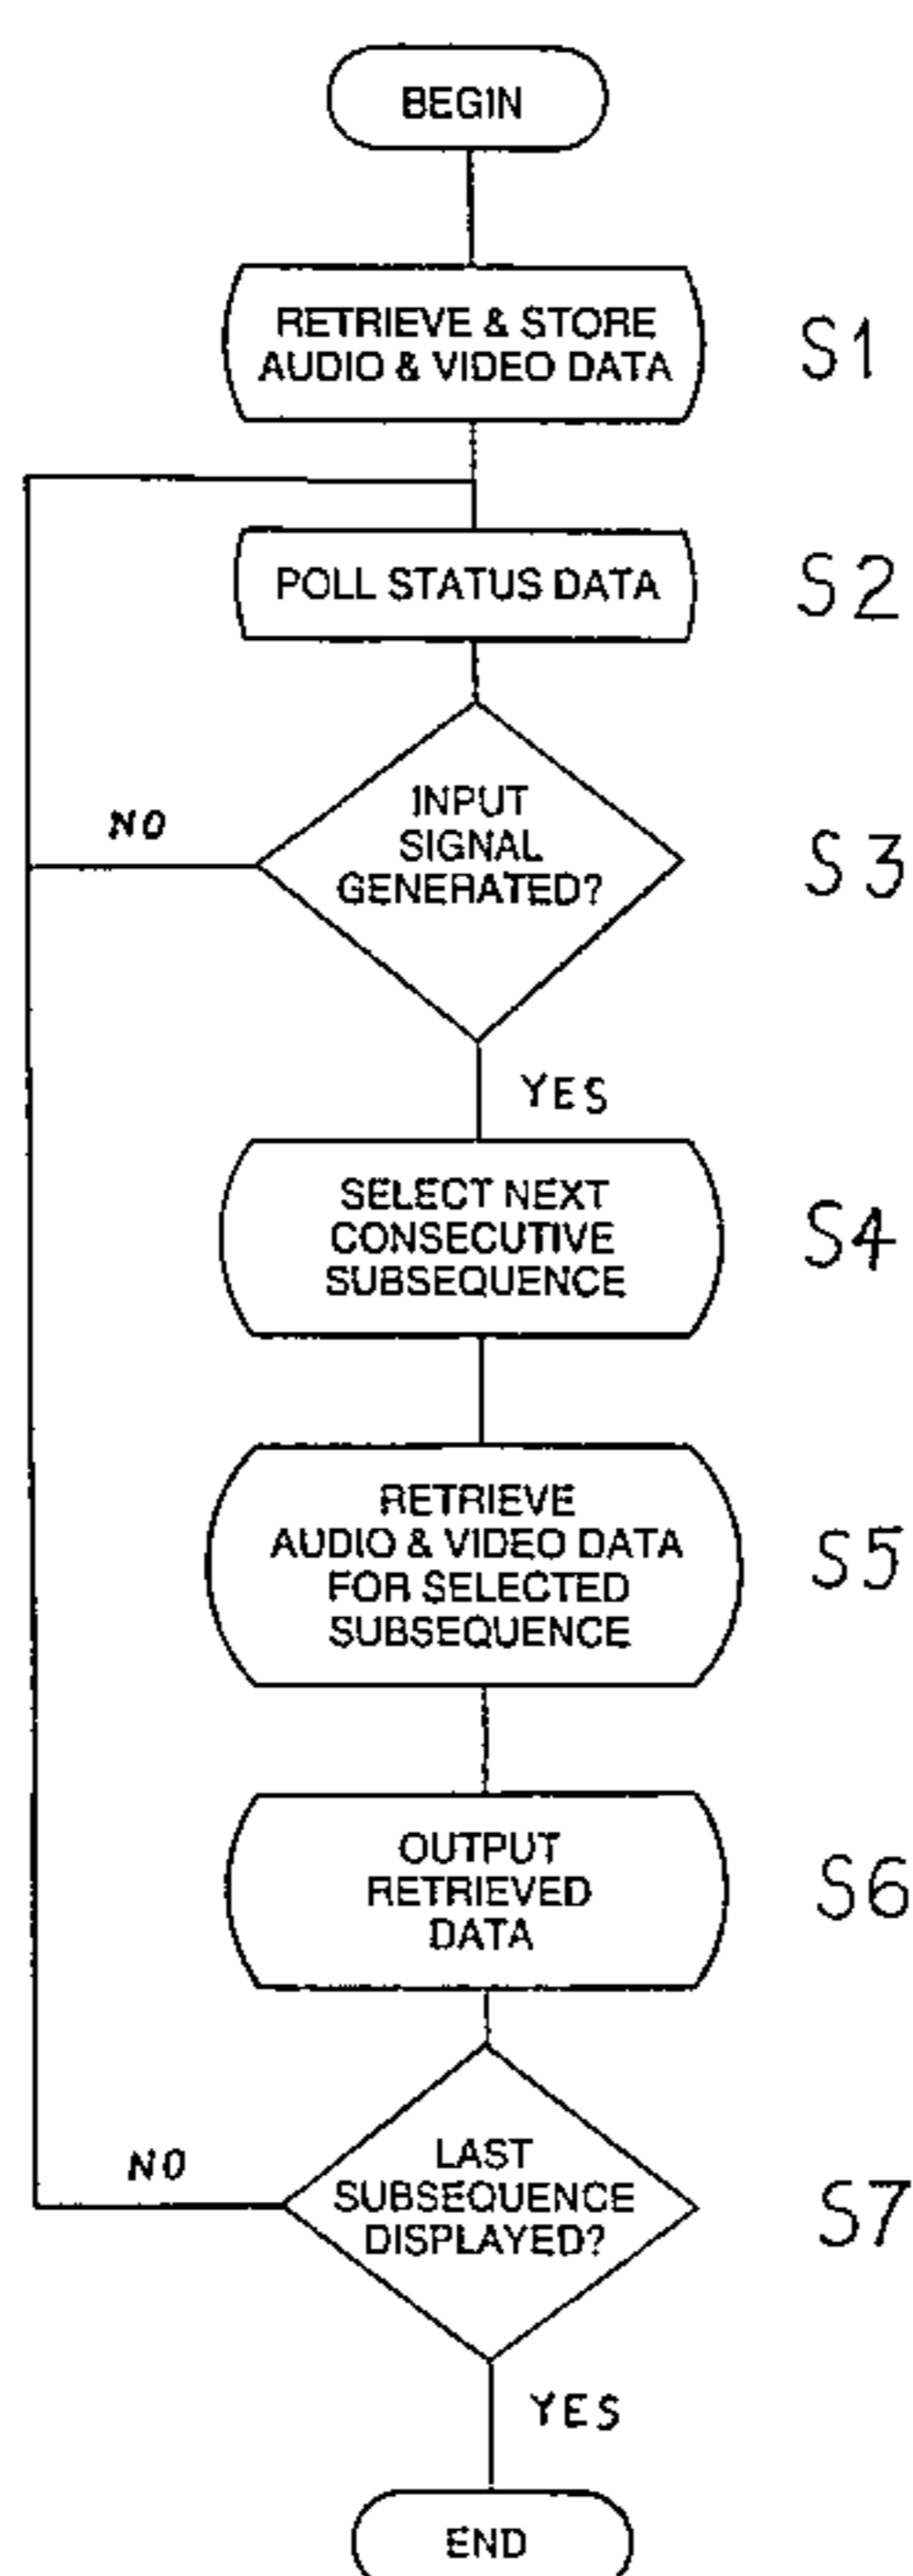 BEGIN
RETRIEVE & STORE
AUDIO & VIDEO DATA
S1
POLL STATUS DATA
S2
INPUT
SIGNAL
GENERATED?
S3
NO
YES
SELECT NEXT
CONSECUTIVE
SUBSEQUENCE
S4
RETRIEVE
AUDIO & VIDEO DATA
FOR SELECTED
SUBSEQUENCE
S5
OUTPUT
RETRIEVED
DATA
S6
LAST
SUBSEQUENCE
DISPLAYED?
S7
NO
YES
END